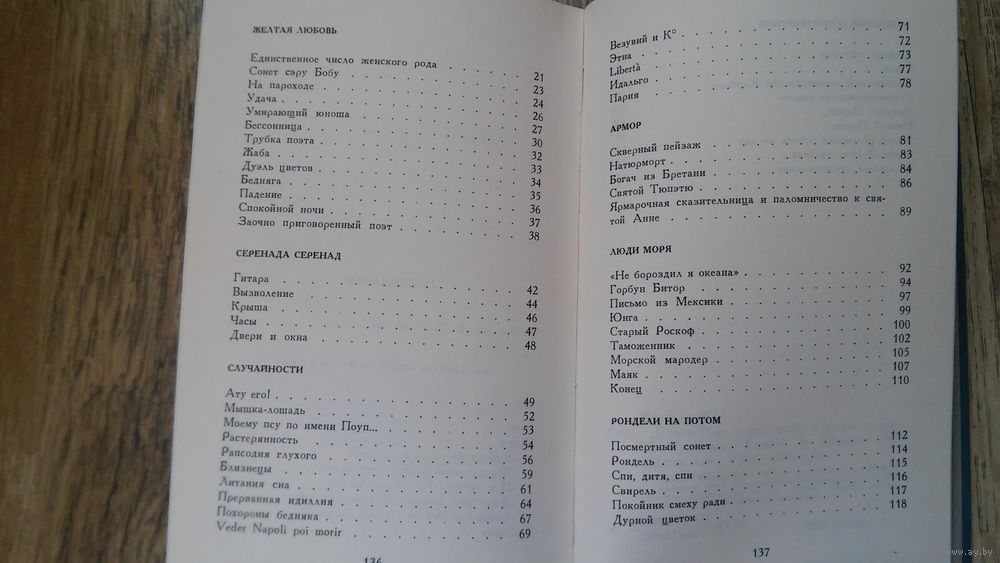 ЖЕЛТАЯ ЛЮБОВЬ
Единственное число женского рода . . . . . . 21
Сонет сэру Бобу . . . . . . . . . . 23
На пароходе . . . . . . . . . . . 24
Удача . . . . . . . . . . . . . 26
Умирающий юноша . . . . . . . . . 27
Бессонница . . . . . . . . . . . 30
Трубка поэта . . . . . . . . . . . 32
Жаба . . . . . . . . . . . . . 33
Дуэль цветов . . . . . . . . . . . 34
Бедняга . . . . . . . . . . . . 35
Падение . . . . . . . . . . . . 36
Спокойной ночи . . . . . . . . . . 37
Заочно приговоренный поэт . . . . . . . 38
СЕРЕНАДА СЕРЕНАД
Гитара . . . . . . . . . . . . 42
Вызволение . . . . . . . . . . . 44
Крыша . . . . . . . . . . . . 46
Часы . . . . . . . . . . . . . 47
Двери и окна . . . . . . . . . . . 48
СЛУЧАЙНОСТИ
Ату его! . . . . . . . . . . . . 49
Мышка-лошадь . . . . . . . . . . 52
Моему псу по имени Поуп... . . . . . . . 53
Растерянность . . . . . . . . . . 54
Рапсодия глухого . . . . . . . . . 56
Близнецы . . . . . . . . . . . . 59
Литания сна . . . . . . . . . . . 61
Прерванная идиллия . . . . . . . . . 64
Похороны бедняка . . . . . . . . . 67
Veder Napoli poi morir . . . . . . . . 69
136
Везувий и К° . . . . . . . . . . . 71
Этна . . . . . . . . . . . . . 72
Libertà . . . . . . . . . . . . 73
Идальго . . . . . . . . . . . . 77
Пария . . . . . . . . . . . . . 78
АРМОР
Скверный пейзаж . . . . . . . . . . 81
Натюрморт . . . . . . . . . . . 83
Богач из Бретани . . . . . . . . . . 84
Святой Тюпэтю . . . . . . . . . . 86
Ярмарочная сказительница и паломничество к свя-
той Анне . . . . . . . . . . . . 89
ЛЮДИ МОРЯ
«Не бороздил я океана» . . . . . . . . 92
Горбун Битор . . . . . . . . . . . 94
Письмо из Мексики . . . . . . . . . 97
Юнга . . . . . . . . . . . . . 99
Старый Роскоф . . . . . . . . . . 100
Таможенник . . . . . . . . . . . 102
Морской мародер . . . . . . . . . . 105
Маяк . . . . . . . . . . . . . 107
Конец . . . . . . . . . . . . . 110
РОНДЕЛИ НА ПОТОМ
Посмертный сонет . . . . . . . . . 112
Рондель . . . . . . . . . . . . 114
Спи, дитя, спи . . . . . . . . . . 115
Свирель . . . . . . . . . . . . 116
Покойник смеху ради . . . . . . . . . 117
Дурной цветок . . . . . . . . . . . 118
137
www.ay.by